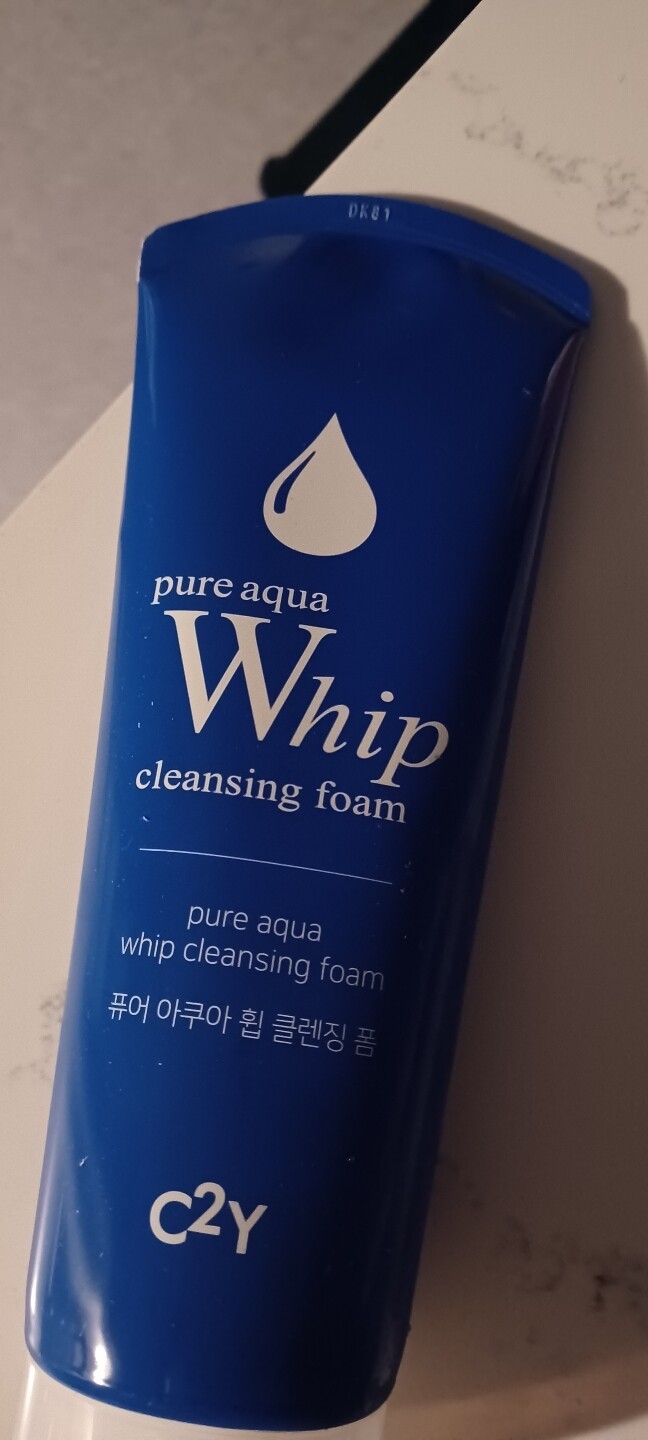 DK81
pure aqua
Whip
cleansing foam
pure aqua
whip cleansing foam
퓨어 아쿠아 휩 클렌징 폼
C2Y